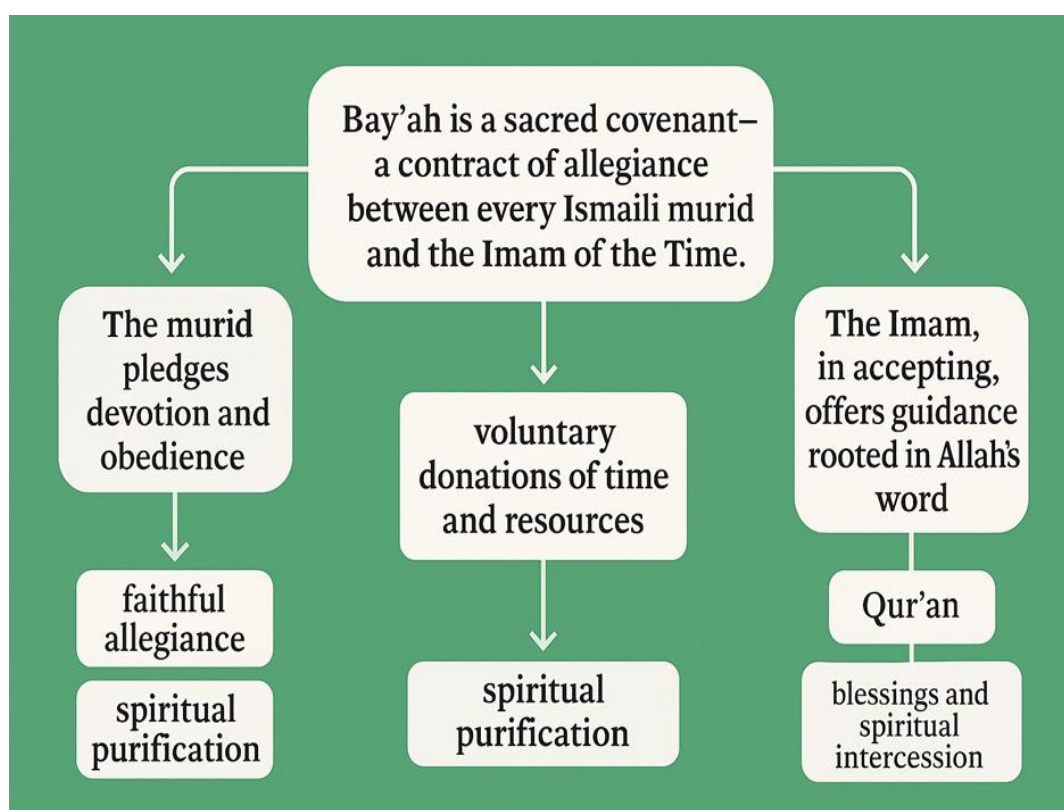 Bay’ah is a sacred covenant–
a contract of allegiance
between every Ismaili murid
and the Imam of the Time.
The murid
pledges
devotion and
obedience
faithful
allegiance
spiritual
purification
voluntary
donations of time
and resources
spiritual
purification
The Imam,
in accepting,
offers guidance
rooted in Allah’s
word
Qur’an
blessings and
spiritual
intercession